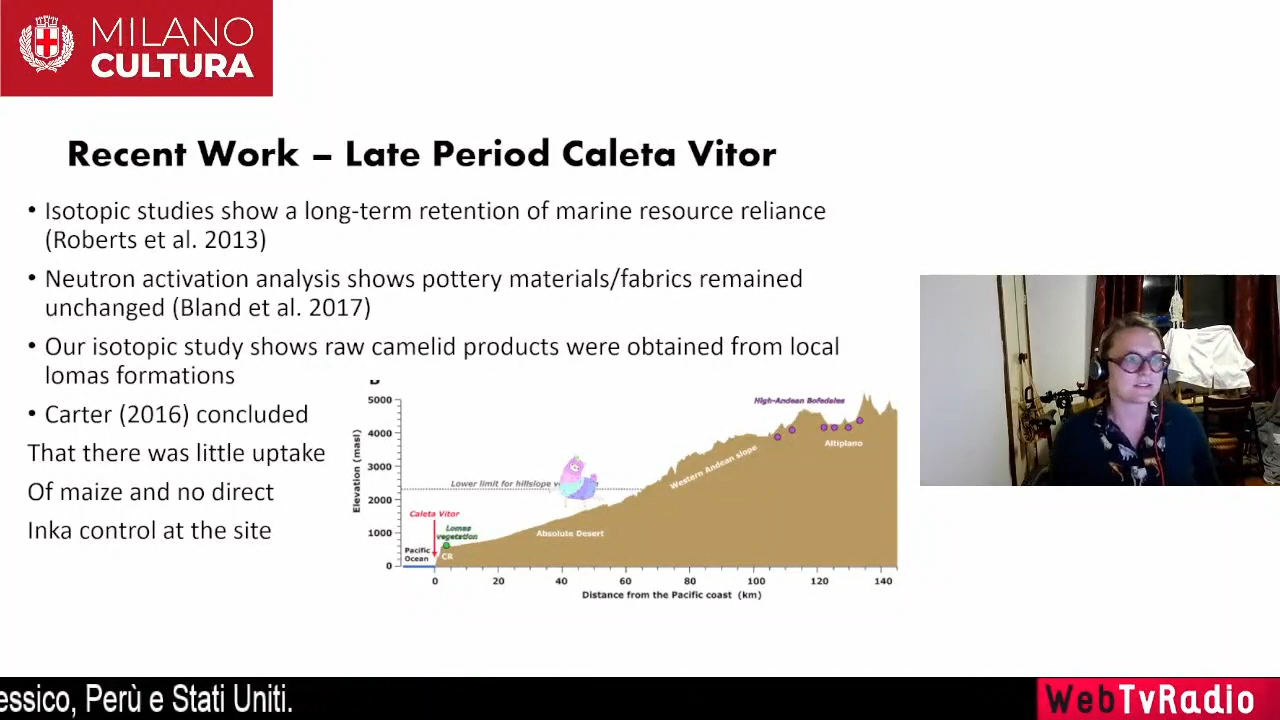 MILANO
CULTURA
Recent Work – Late Period Caleta Vitor
• Isotopic studies show a long-term retention of marine resource reliance
(Roberts et al. 2013)
• Neutron activation analysis shows pottery materials/fabrics remained
unchanged (Bland et al. 2017)
• Our isotopic study shows raw camelid products were obtained from local
lomas formations
• Carter (2016) concluded
That there was little uptake
Of maize and no direct
Inka control at the site
5000
4000
3000
2000
1000
0
Elevation (masl)
High-Andean Bofedales
Altiplano
Western Andean slope
Lower limit for hillslope
Caleta Vitor
Lomas
vegetation
Absolute Desert
Pacific
Ocean
CR
0 20 40 60 80 100 120 140
Distance from the Pacific coast (km)
essico, Perù e Stati Uniti.
WebTvRadio